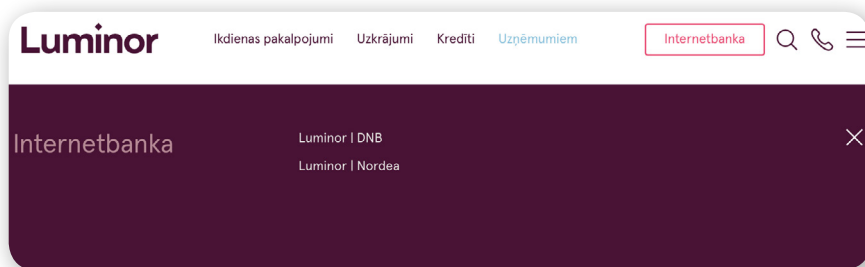 Luminor
Ikdienas pakalpojumi Uzkrājumi Kredīti Uzņēmumiem Internetbanka
Internetbanka
Luminor | DNB
Luminor | Nordea